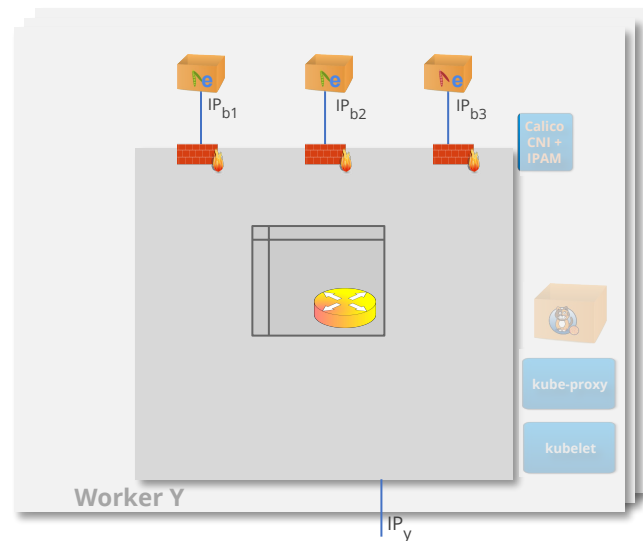 IPb1
IPb2
IPb3
Calico
CNI +
IPAM
kube-proxy
kubelet
Worker Y
IPy